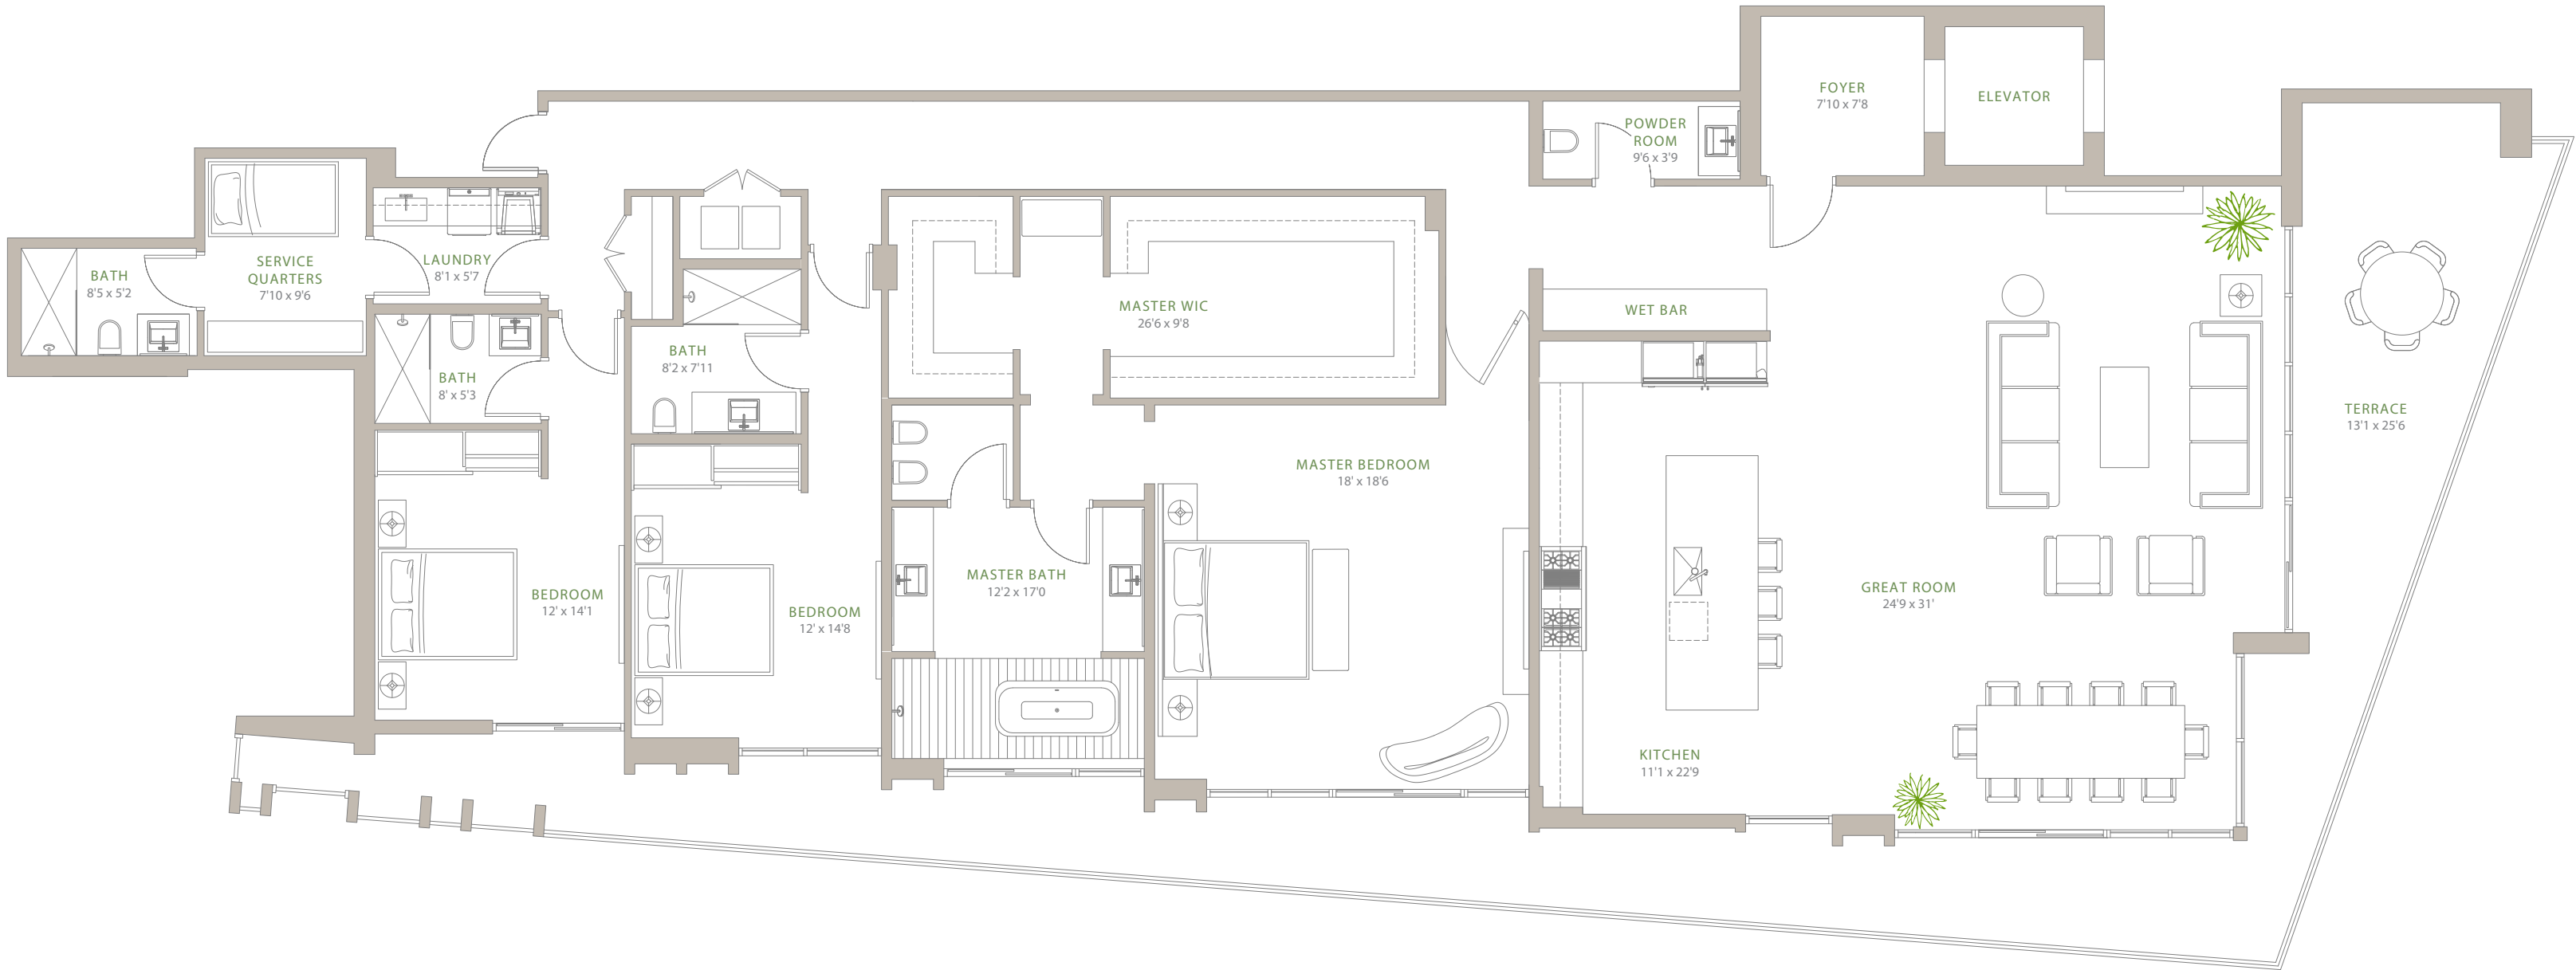 FOYER
7'10 x 7'8
ELEVATOR
POWDER
ROOM
9'6 x 3'9
SERVICE
QUARTERS
7'10 x 9'6
LAUNDRY
8'1 x 5'7
BATH
8'5 x 5'2
MASTER WIC
26'6 x 9'8
WET BAR
BATH
8'2 x 7'11
BATH
8' x 5'3
TERRACE
13'1 x 25'6
MASTER BEDROOM
18' x 18'6
MASTER BATH
12'2 x 17'0
GREAT ROOM
24'9 x 31'
BEDROOM
12' x 14'1
BEDROOM
12' x 14'8
KITCHEN
11'1 x 22'9